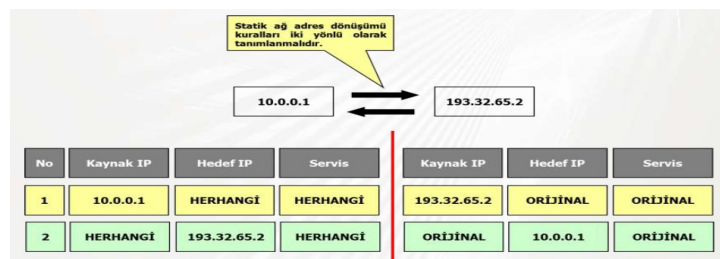 Statik ağ adres dönüşümü
kuralları iki yönlü olarak
tanımlanmalıdır.
10.0.0.1 193.32.65.2
No Kaynak IP Hedef IP Servis Kaynak IP Hedef IP Servis
1 10.0.0.1 HERHANGİ HERHANGİ 193.32.65.2 ORİJİNAL ORİJİNAL
2 HERHANGİ 193.32.65.2 HERHANGİ ORİJİNAL 10.0.0.1 ORİJİNAL